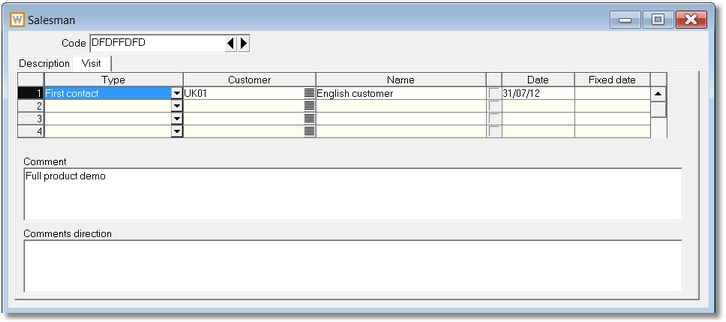 W Salesman
Code DFDFFDFD
Description Visit
Type Customer Name Date Fixed date
1 First contact UK01 English customer 31/07/12
2
3
4
Comment
Full product demo
Comments direction